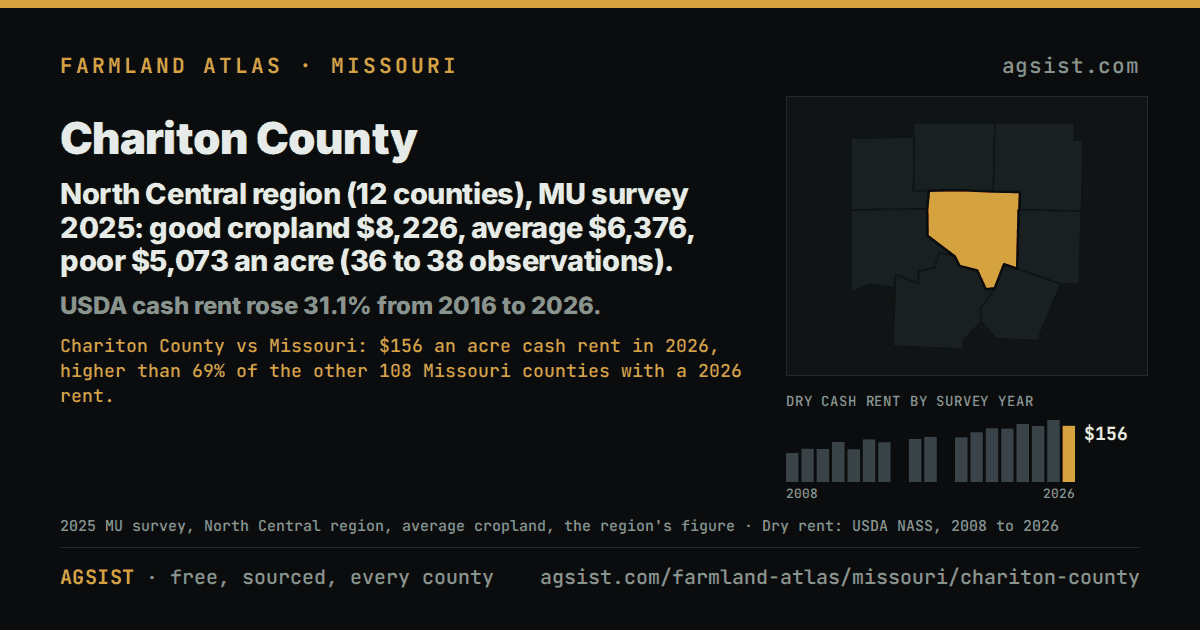 FARMLAND ATLAS · MISSOURI
agsist.com
Chariton County
North Central region (12 counties), MU survey
2025: good cropland $8,226, average $6,376,
poor $5,073 an acre (36 to 38 observations).
USDA cash rent rose 31.1% from 2016 to 2026.
Chariton County vs Missouri: $156 an acre cash rent in 2026,
higher than 69% of the other 108 Missouri counties with a 2026
rent.
DRY CASH RENT BY SURVEY YEAR
$156
2008 2026
2025 MU survey, North Central region, average cropland, the region's figure · Dry rent: USDA NASS, 2008 to 2026
AGSIST · free, sourced, every county
agsist.com/farmland-atlas/missouri/chariton-county